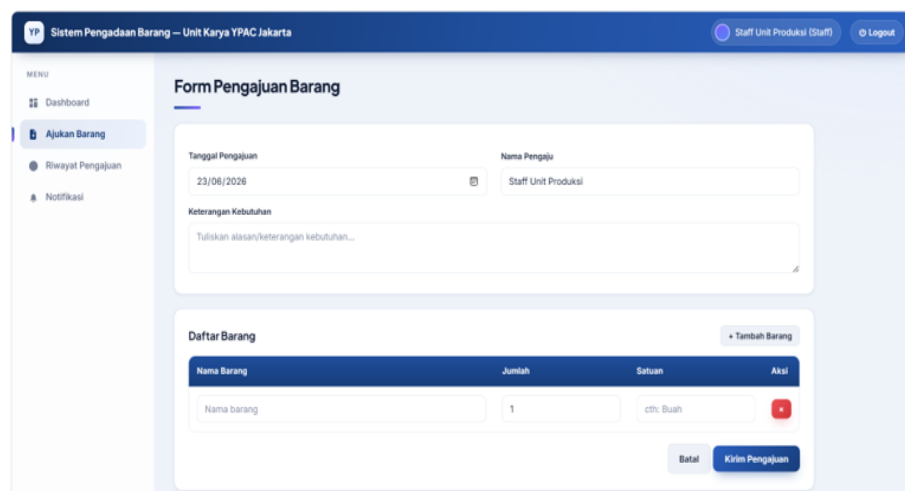 YP Sistem Pengadaan Barang — Unit Karya YPAC Jakarta
Staff Unit Produksi (Staff)
Logout
MENU
Dashboard
Ajukan Barang
Riwayat Pengajuan
Notifikasi
Form Pengajuan Barang
Tanggal Pengajuan
23/06/2026
Nama Pengaju
Staff Unit Produksi
Keterangan Kebutuhan
Tuliskan alasan/keterangan kebutuhan...
Daftar Barang
+ Tambah Barang
Nama Barang Jumlah Satuan Aksi
Nama barang 1 cth: Buah x
Batal Kirim Pengajuan